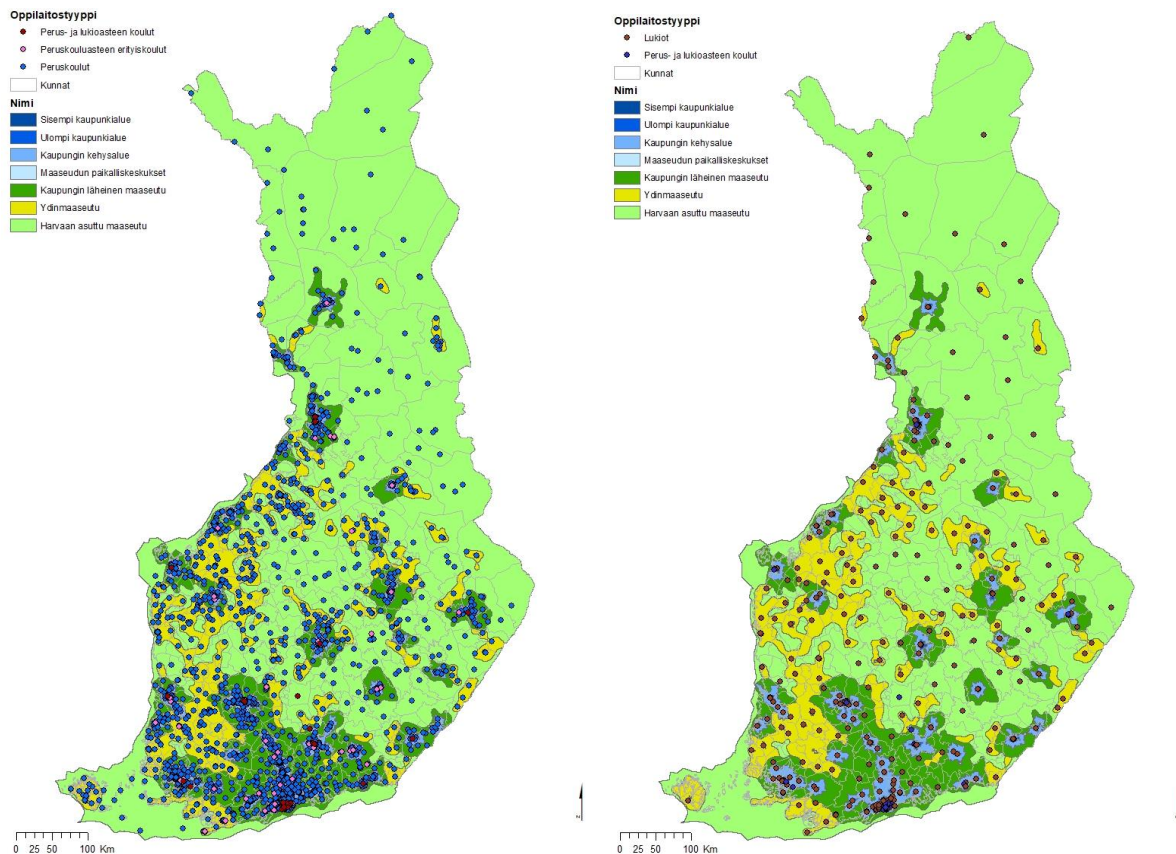 Oppilaitostyyppi
Perus- ja lukioasteen koulut
Peruskouluasteen erityiskoulut
Peruskoulut
Kunnat
Nimi
Sisempi kaupunkialue
Ulompi kaupunkialue
Kaupungin kehysalue
Maaseudun paikalliskeskukset
Kaupungin läheinen maaseutu
Ydinmaaseutu
Harvaan asuttu maaseutu
0 25 50 100 Km
Oppilaitostyyppi
Lukiot
Perus- ja lukioasteen koulut
Kunnat
Nimi
Sisempi kaupunkialue
Ulompi kaupunkialue
Kaupungin kehysalue
Maaseudun paikalliskeskukset
Kaupungin läheinen maaseutu
Ydinmaaseutu
Harvaan asuttu maaseutu
0 25 50 100 Km